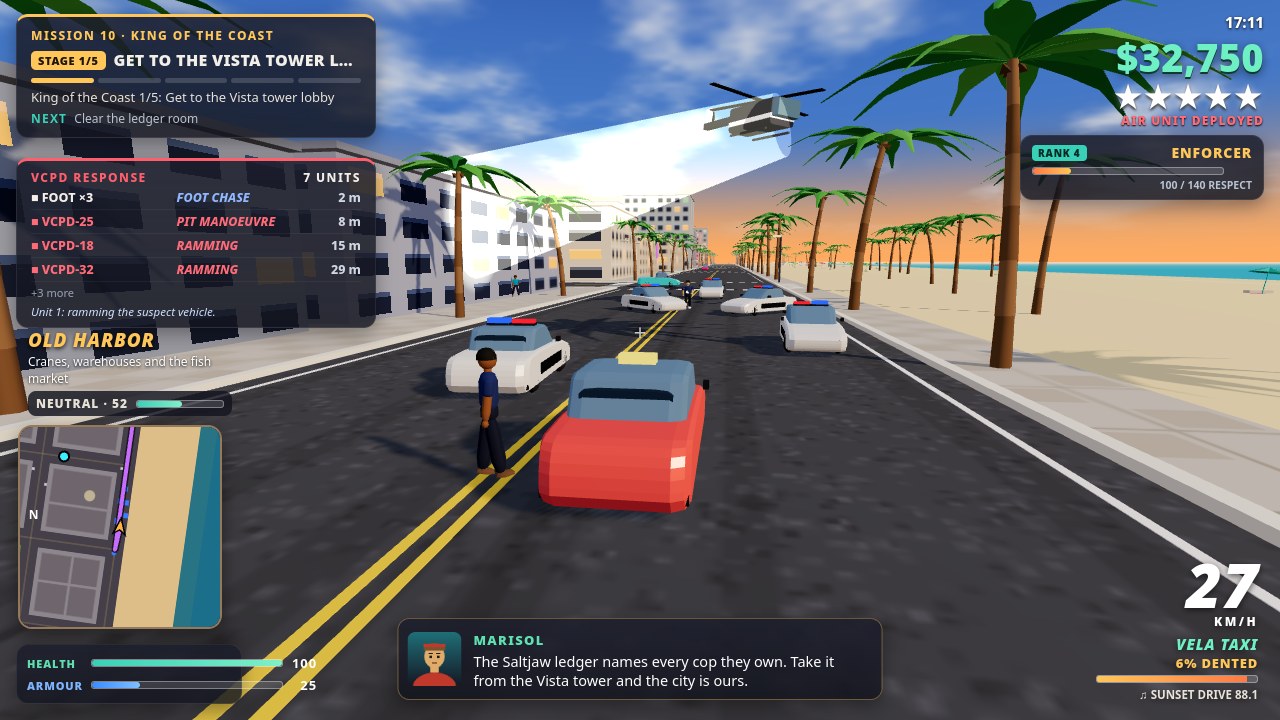 MISSION 10 · KING OF THE COAST
STAGE 1/5 GET TO THE VISTA TOWER L...
King of the Coast 1/5: Get to the Vista tower lobby
NEXT Clear the ledger room
VCPD RESPONSE 7 UNITS
FOOT ×3 FOOT CHASE 2 m
VCPD-25 PIT MANOEUVRE 8 m
VCPD-18 RAMMING 15 m
VCPD-32 RAMMING 29 m
+3 more
Unit 1: ramming the suspect vehicle.
OLD HARBOR
Cranes, warehouses and the fish
market
NEUTRAL · 52
N
HEALTH 100
ARMOUR 25
17:11
$32,750
AIR UNIT DEPLOYED
RANK 4 ENFORCER
100 / 140 RESPECT
MARISOL
The Saltjaw ledger names every cop they own. Take it
from the Vista tower and the city is ours.
27
KM/H
VELA TAXI
6% DENTED
♫ SUNSET DRIVE 88.1